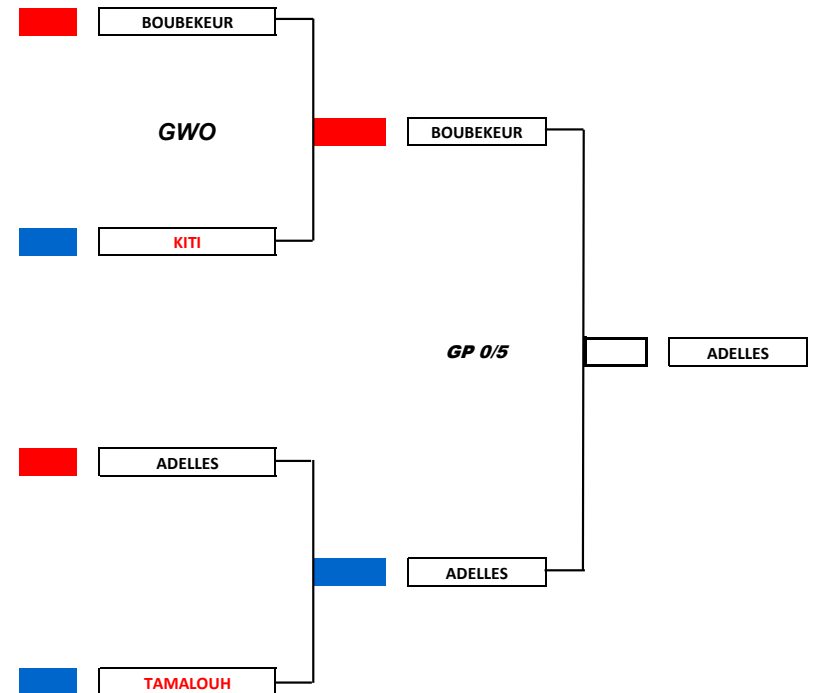 BOUBEKEUR
GWO
BOUBEKEUR
KITI
GP 0/5
ADELLES
ADELLES
ADELLES
TAMALOUH